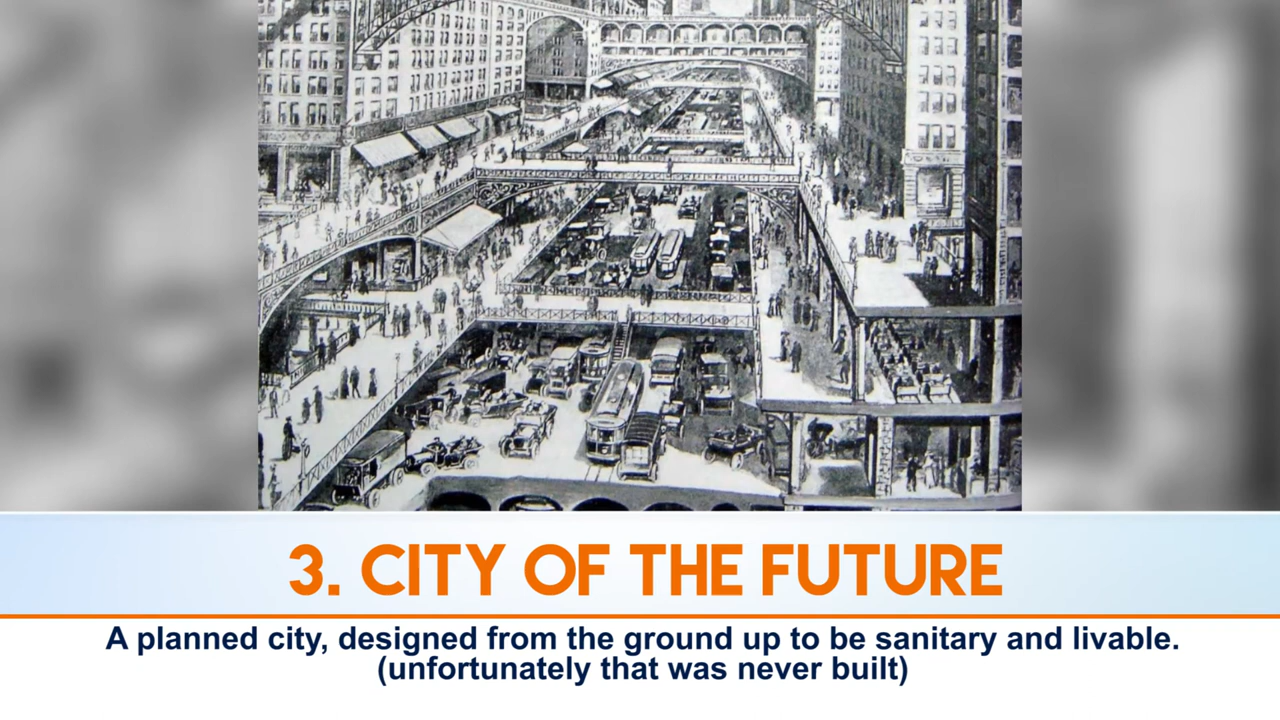 3. CITY OF THE FUTURE
A planned city, designed from the ground up to be sanitary and livable.
(unfortunately that was never built)